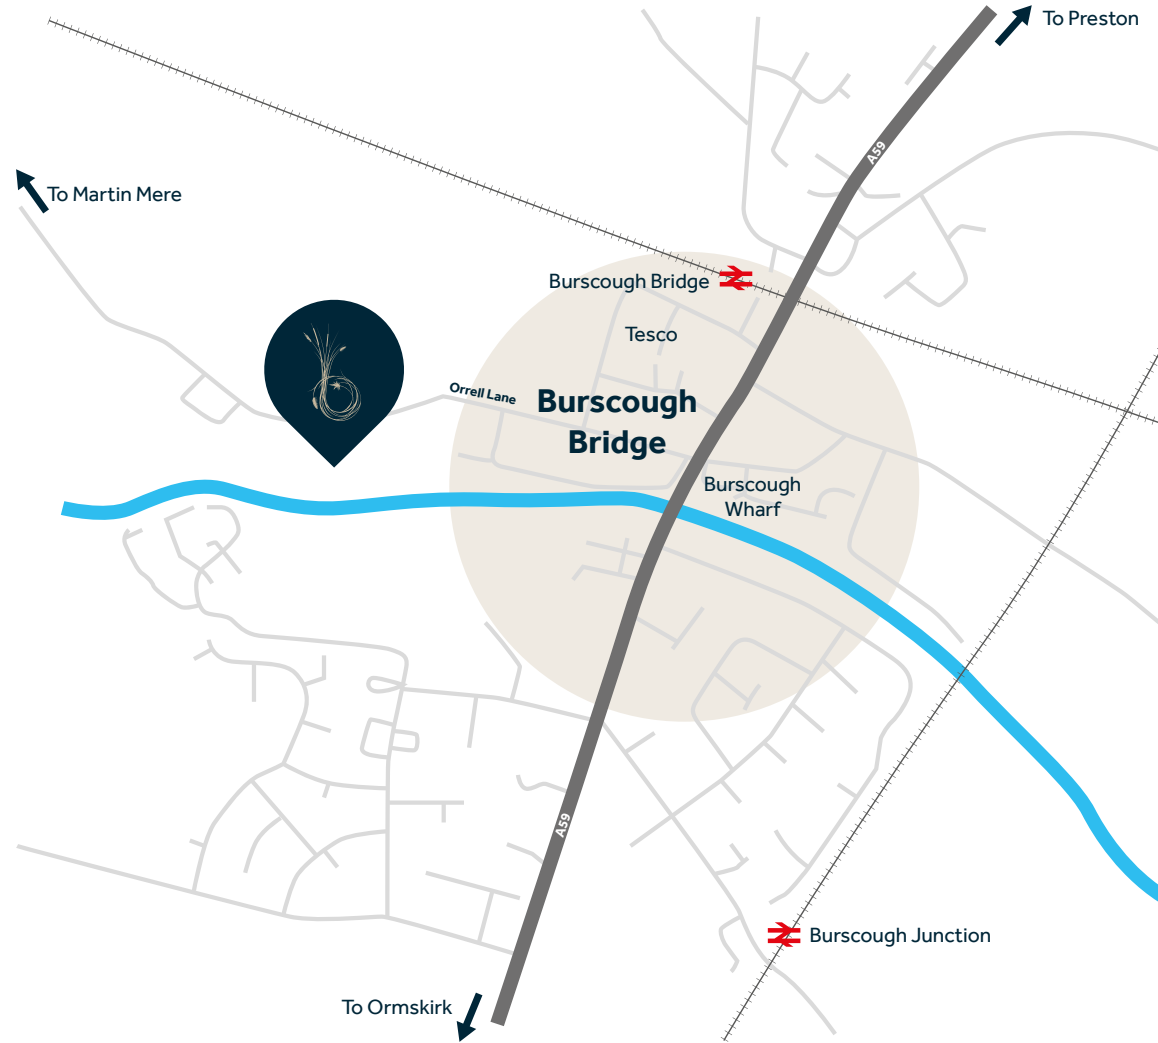 To Preston
A59
To Martin Mere
Burscough Bridge
Tesco
Orrell Lane
Burscough
Bridge
Burscough
Wharf
A59
Burscough Junction
To Ormskirk